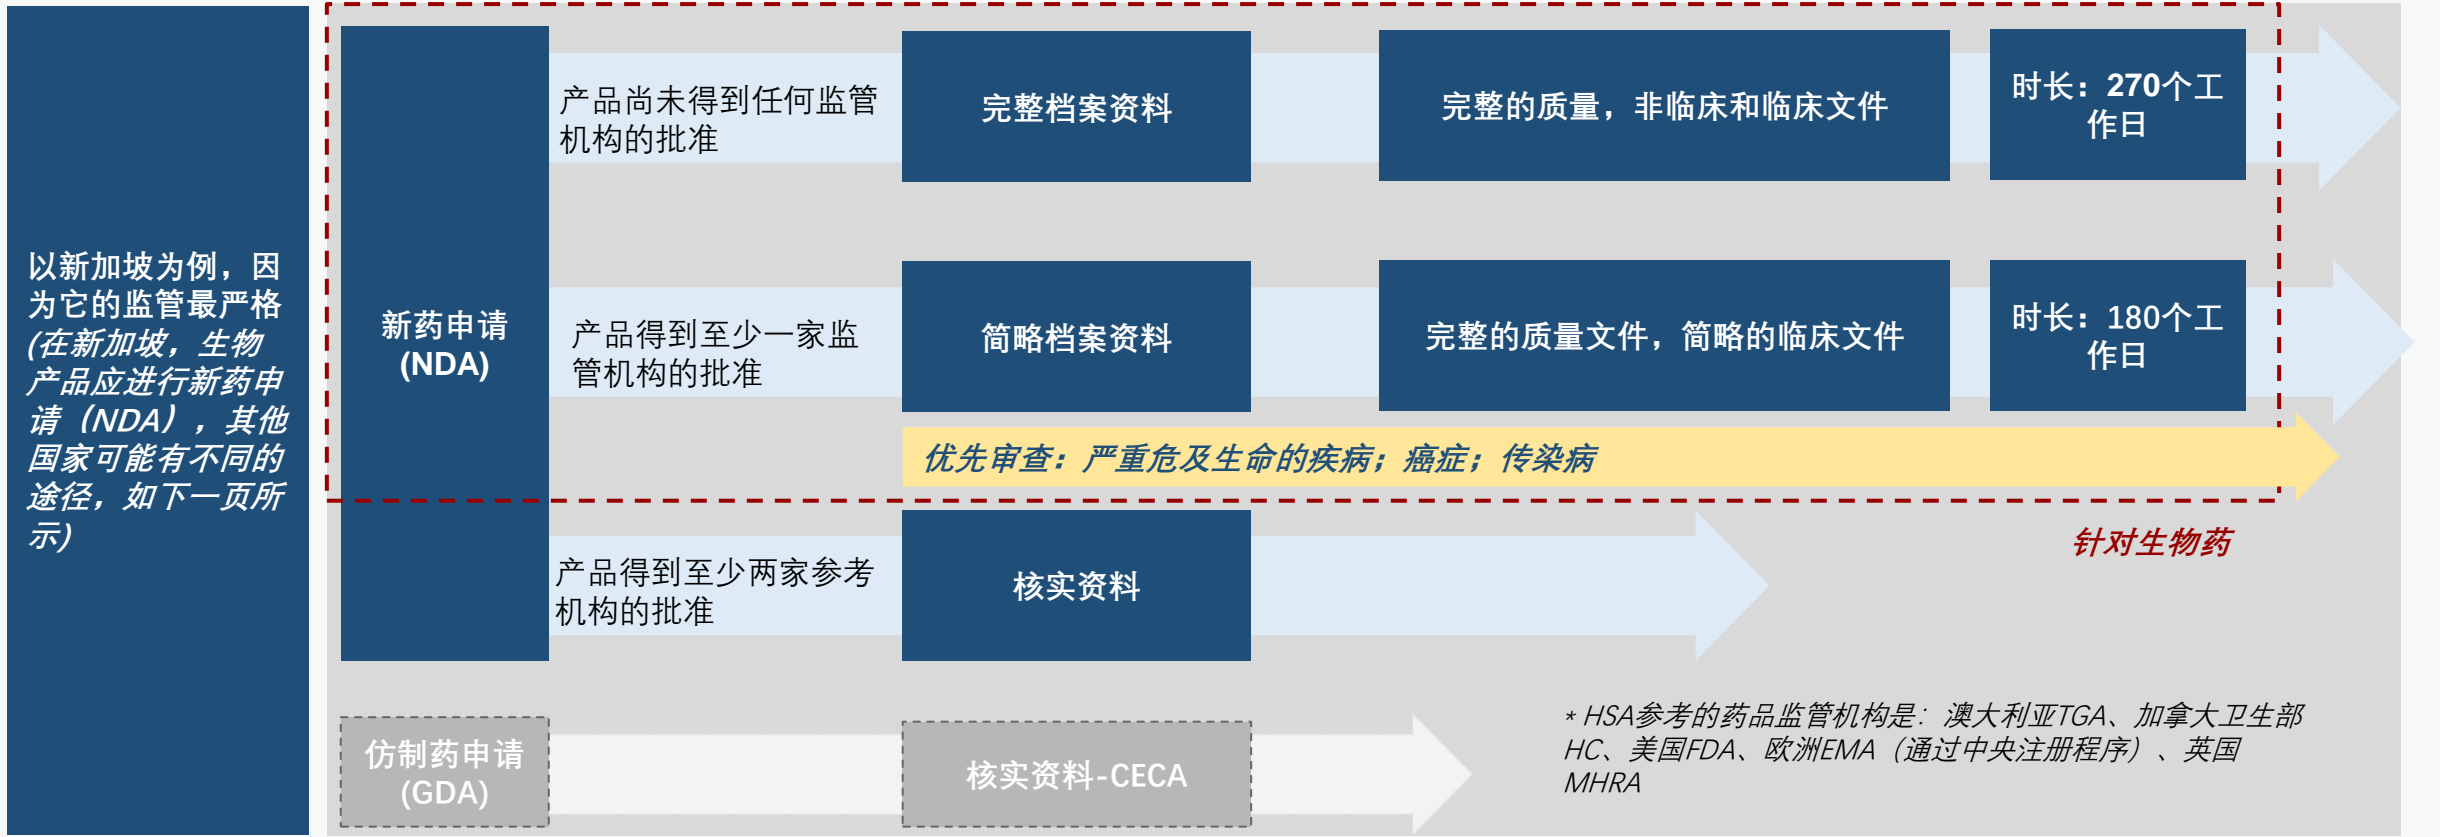 以新加坡为例，因
为它的监管最严格
(在新加坡，生物
产品应进行新药申
请（NDA），其他
国家可能有不同的
途径，如下一页所
示)
新药申请
(NDA)
产品尚未得到任何监管
机构的批准
完整档案资料
完整的质量，非临床和临床文件
时长：270个工
作日
产品得到至少一家监
管机构的批准
简略档案资料
完整的质量文件，简略的临床文件
时长：180个工
作日
优先审查：严重危及生命的疾病；癌症；传染病
针对生物药
产品得到至少两家参考
机构的批准
核实资料
仿制药申请
(GDA)
核实资料-CECA
* HSA参考的药品监管机构是：澳大利亚TGA、加拿大卫生部
HC、美国FDA、欧洲EMA（通过中央注册程序）、英国
MHRA